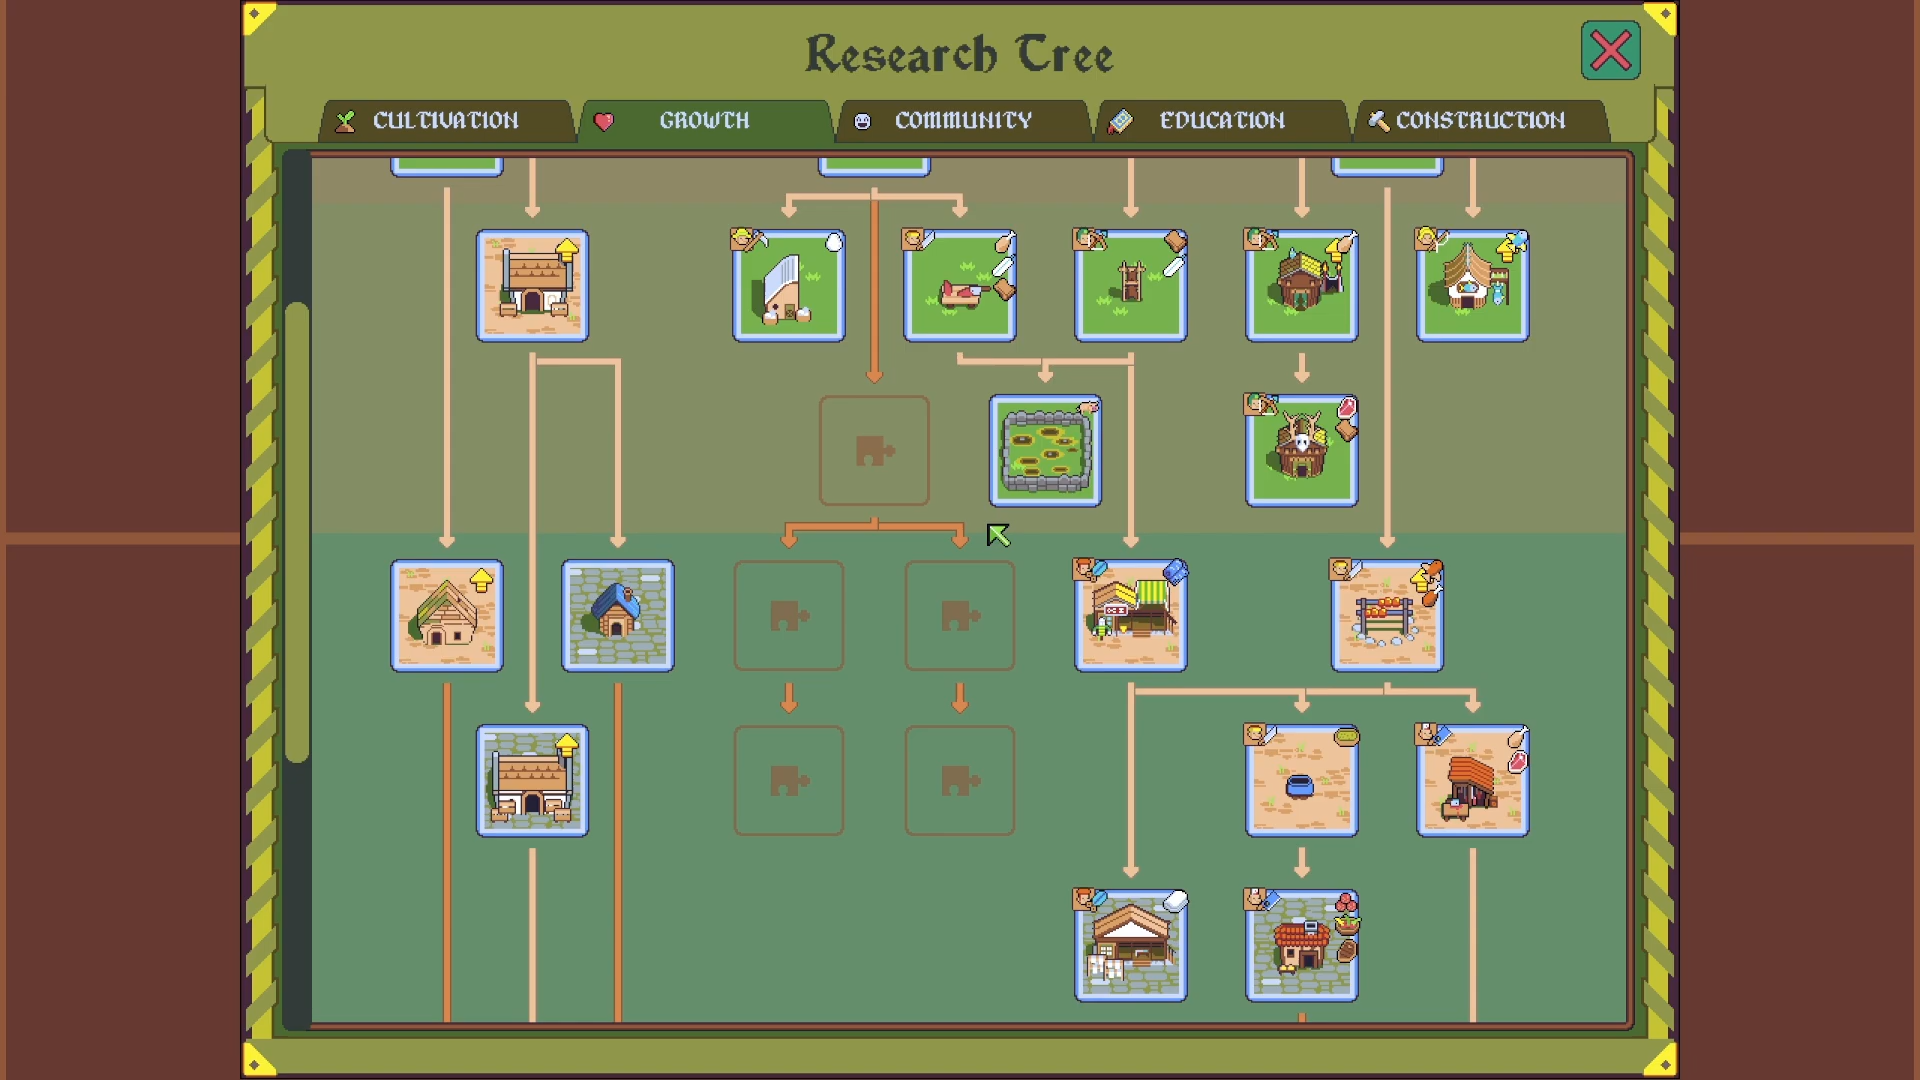 Research Tree
CULTIVATION
GROWTH
COMMUNITY
EDUCATION
CONSTRUCTION